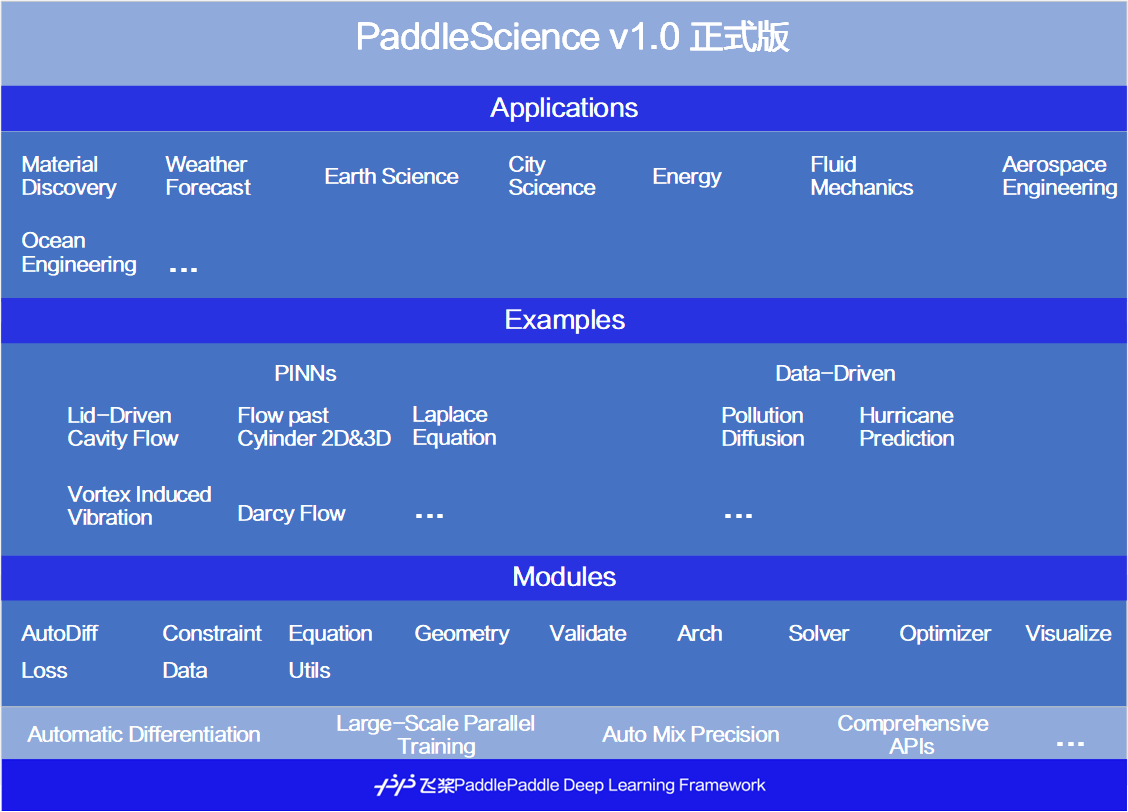 PaddleScience v1.0 正式版
Applications
Material
Discovery
Weather
Forecast
Earth Science
City
Scicence
Energy
Fluid
Mechanics
Aerospace
Engineering
Ocean
Engineering
...
Examples
PINNs
Lid-Driven
Cavity Flow
Flow past
Cylinder 2D&3D
Laplace
Equation
Vortex Induced
Vibration
Darcy Flow
...
Data-Driven
Pollution
Diffusion
Hurricane
Prediction
...
Modules
AutoDiff Constraint Equation Geometry Validate Arch Solver Optimizer Visualize
Loss Data Utils
Automatic Differentiation
Large-Scale Parallel
Training
Auto Mix Precision
Comprehensive
APIs
...
飞桨PaddlePaddle Deep Learning Framework